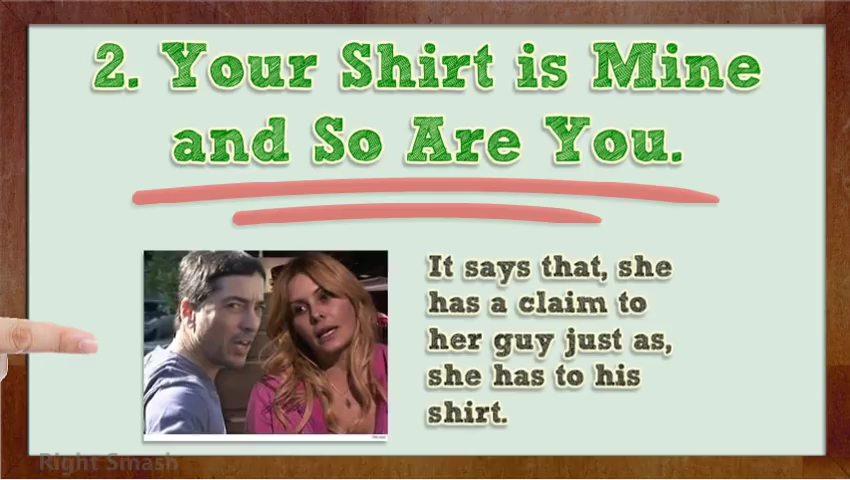 2. Your Shirt is Mine
and So Are You.
It says that, she
has a claim to
her guy just as,
she has to his
shirt.
Right Smash